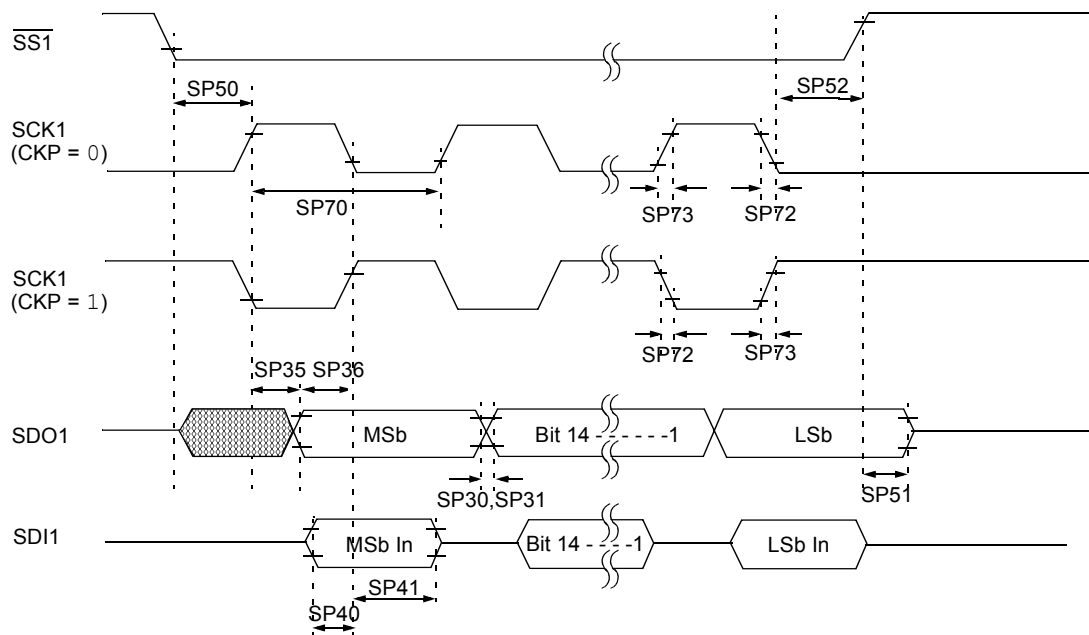 SS1
SP50
SP52
SCK1
(CKP = 0)
SP70
SP73
SP72
SCK1
(CKP = 1)
SP72
SP73
SP35
SP36
SDO1
MSb
Bit 14 - - - - - -1
LSb
SP30,SP31
SP51
SDI1
MSb In
Bit 14 - - - -1
LSb In
SP41
SP40